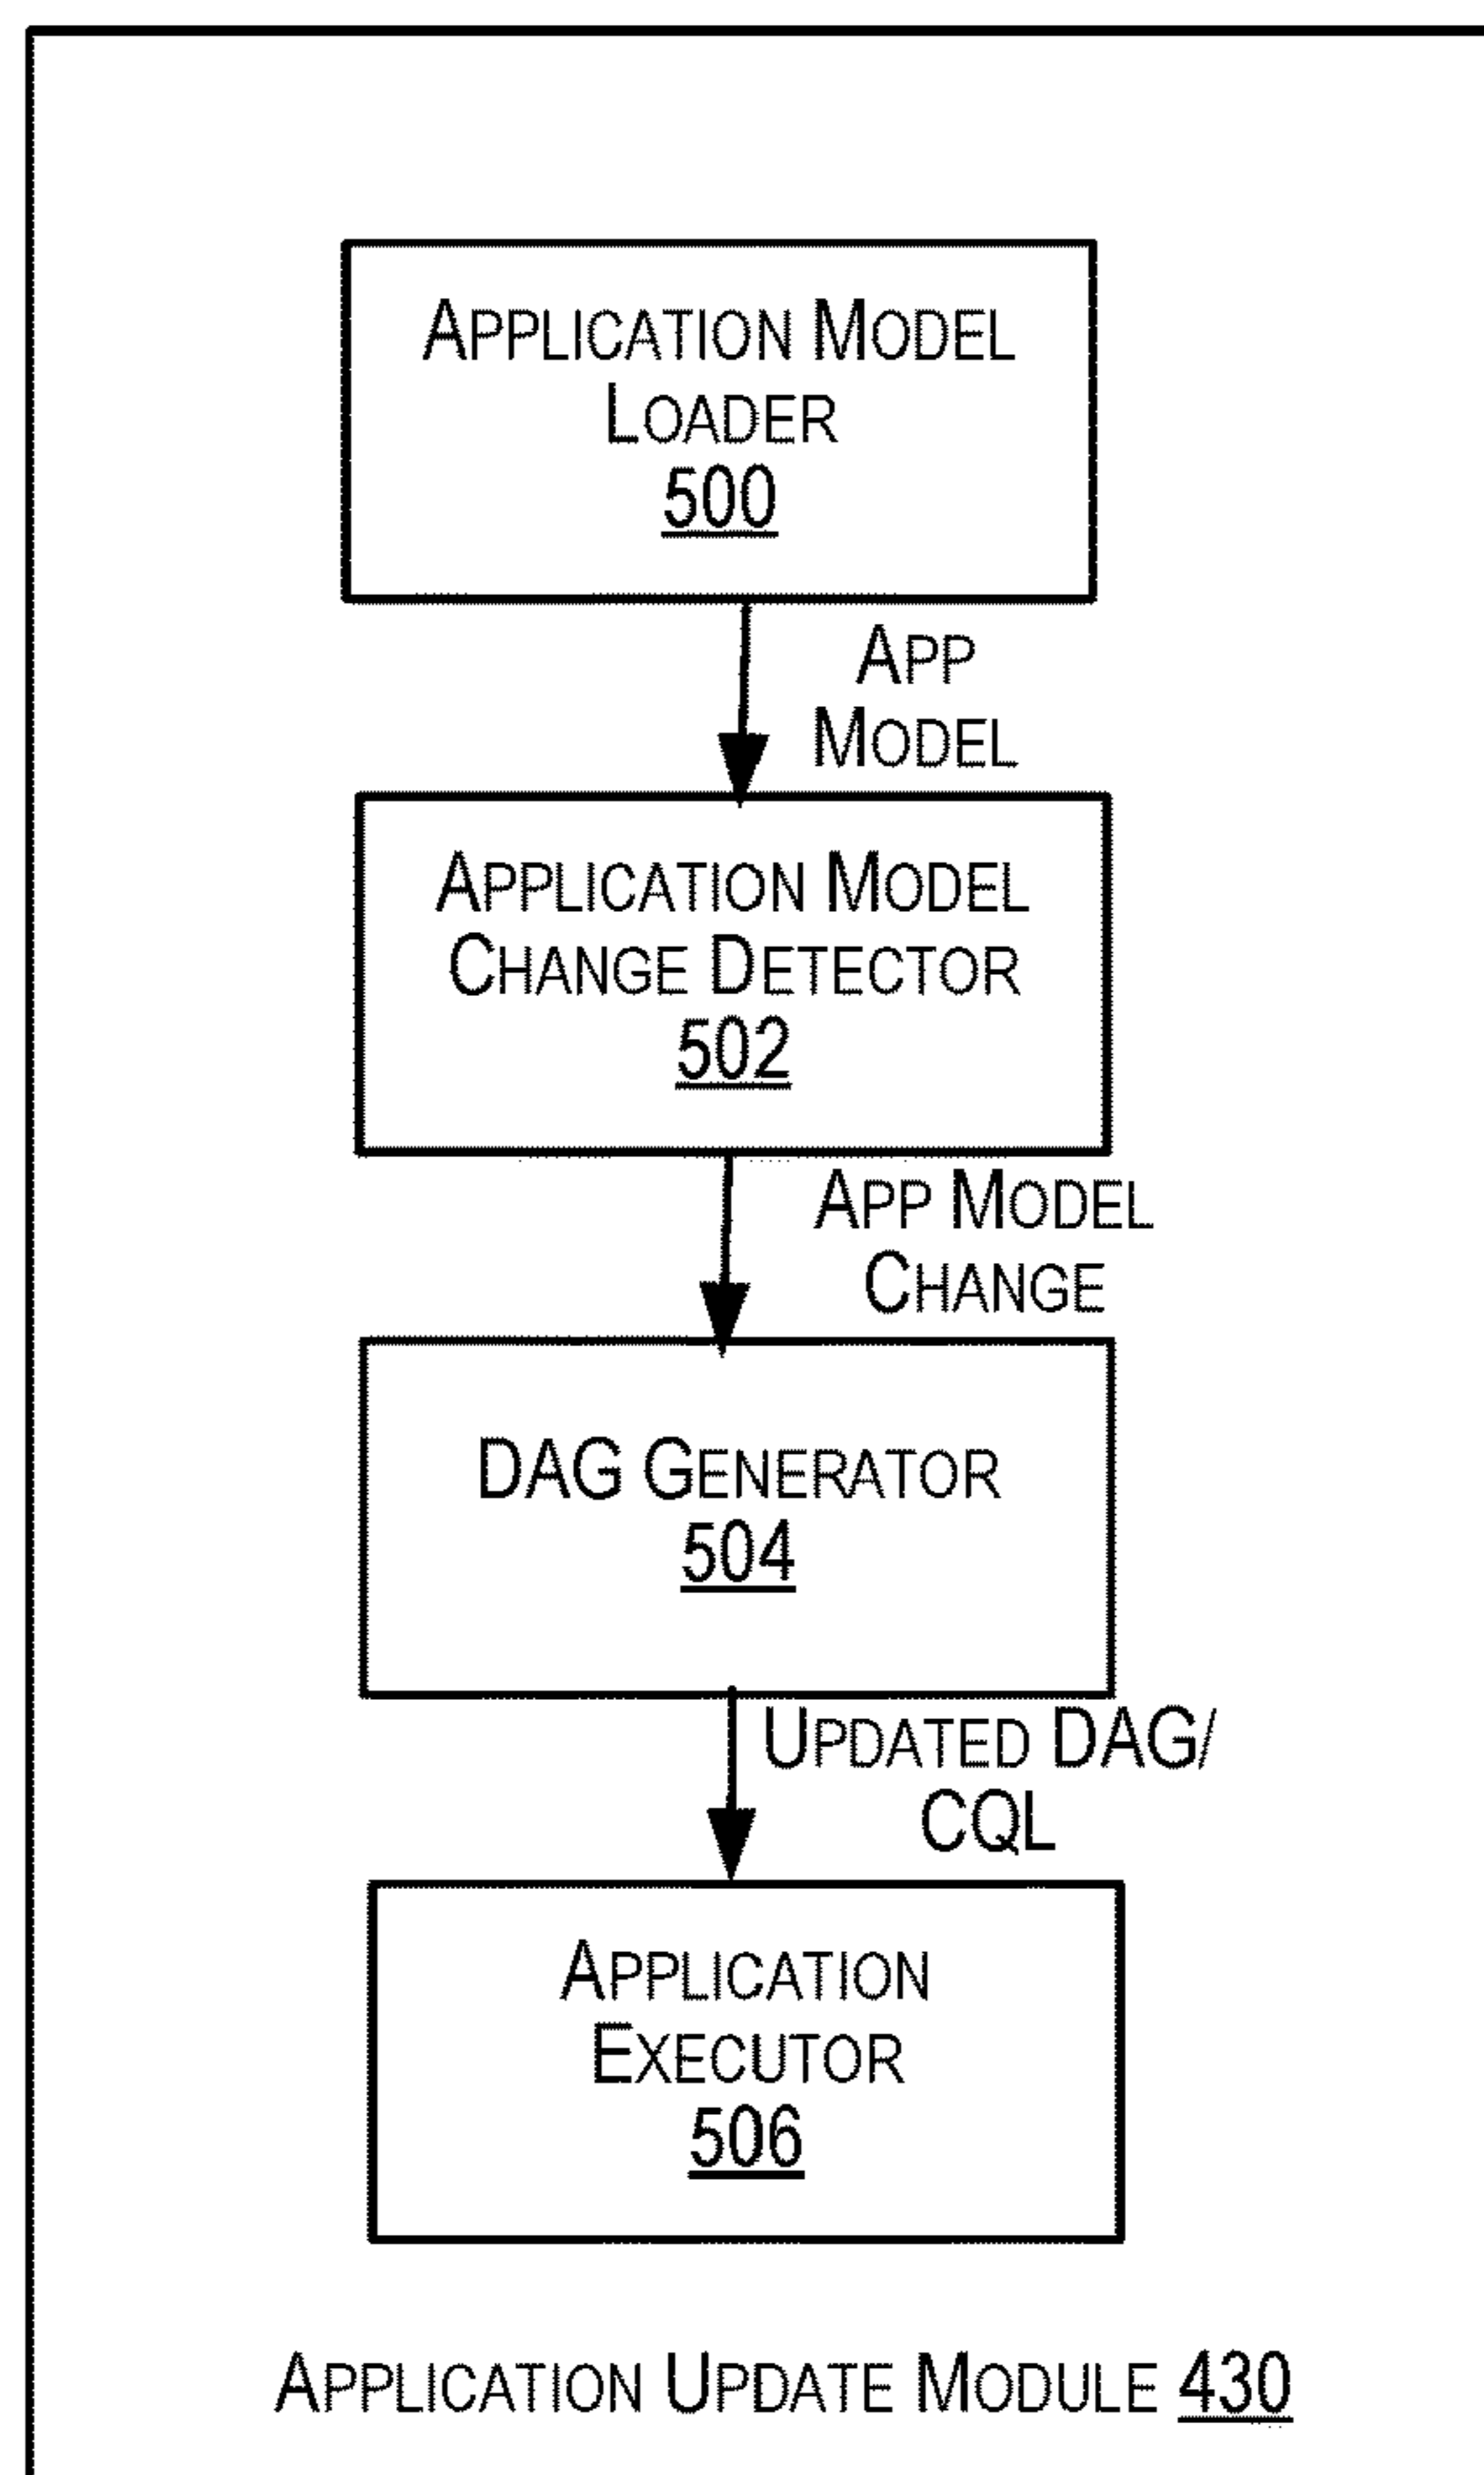 APPLICATION MODEL
LOADER
500
APP
MODEL
APPLICATION MODEL
CHANGE DETECTOR
502
APP MODEL
CHANGE
DAG GENERATOR
504
UPDATED DAG/
CQL
APPLICATION
EXECUTOR
506
APPLICATION UPDATE MODULE 430